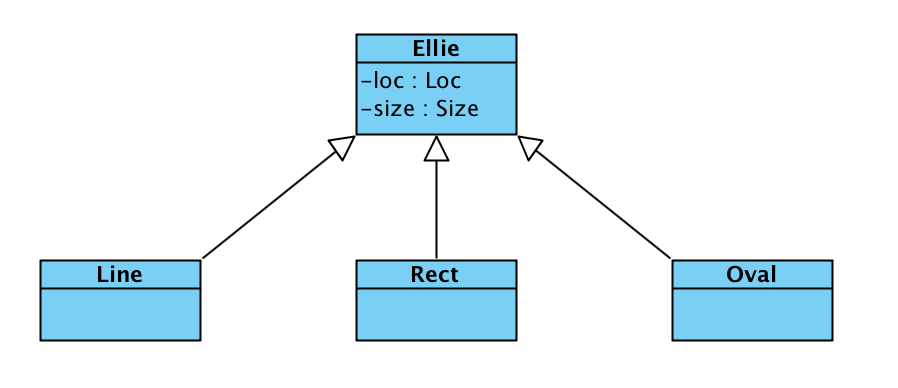 Ellie
-loc : Loc
-size : Size
Line
Rect
Oval